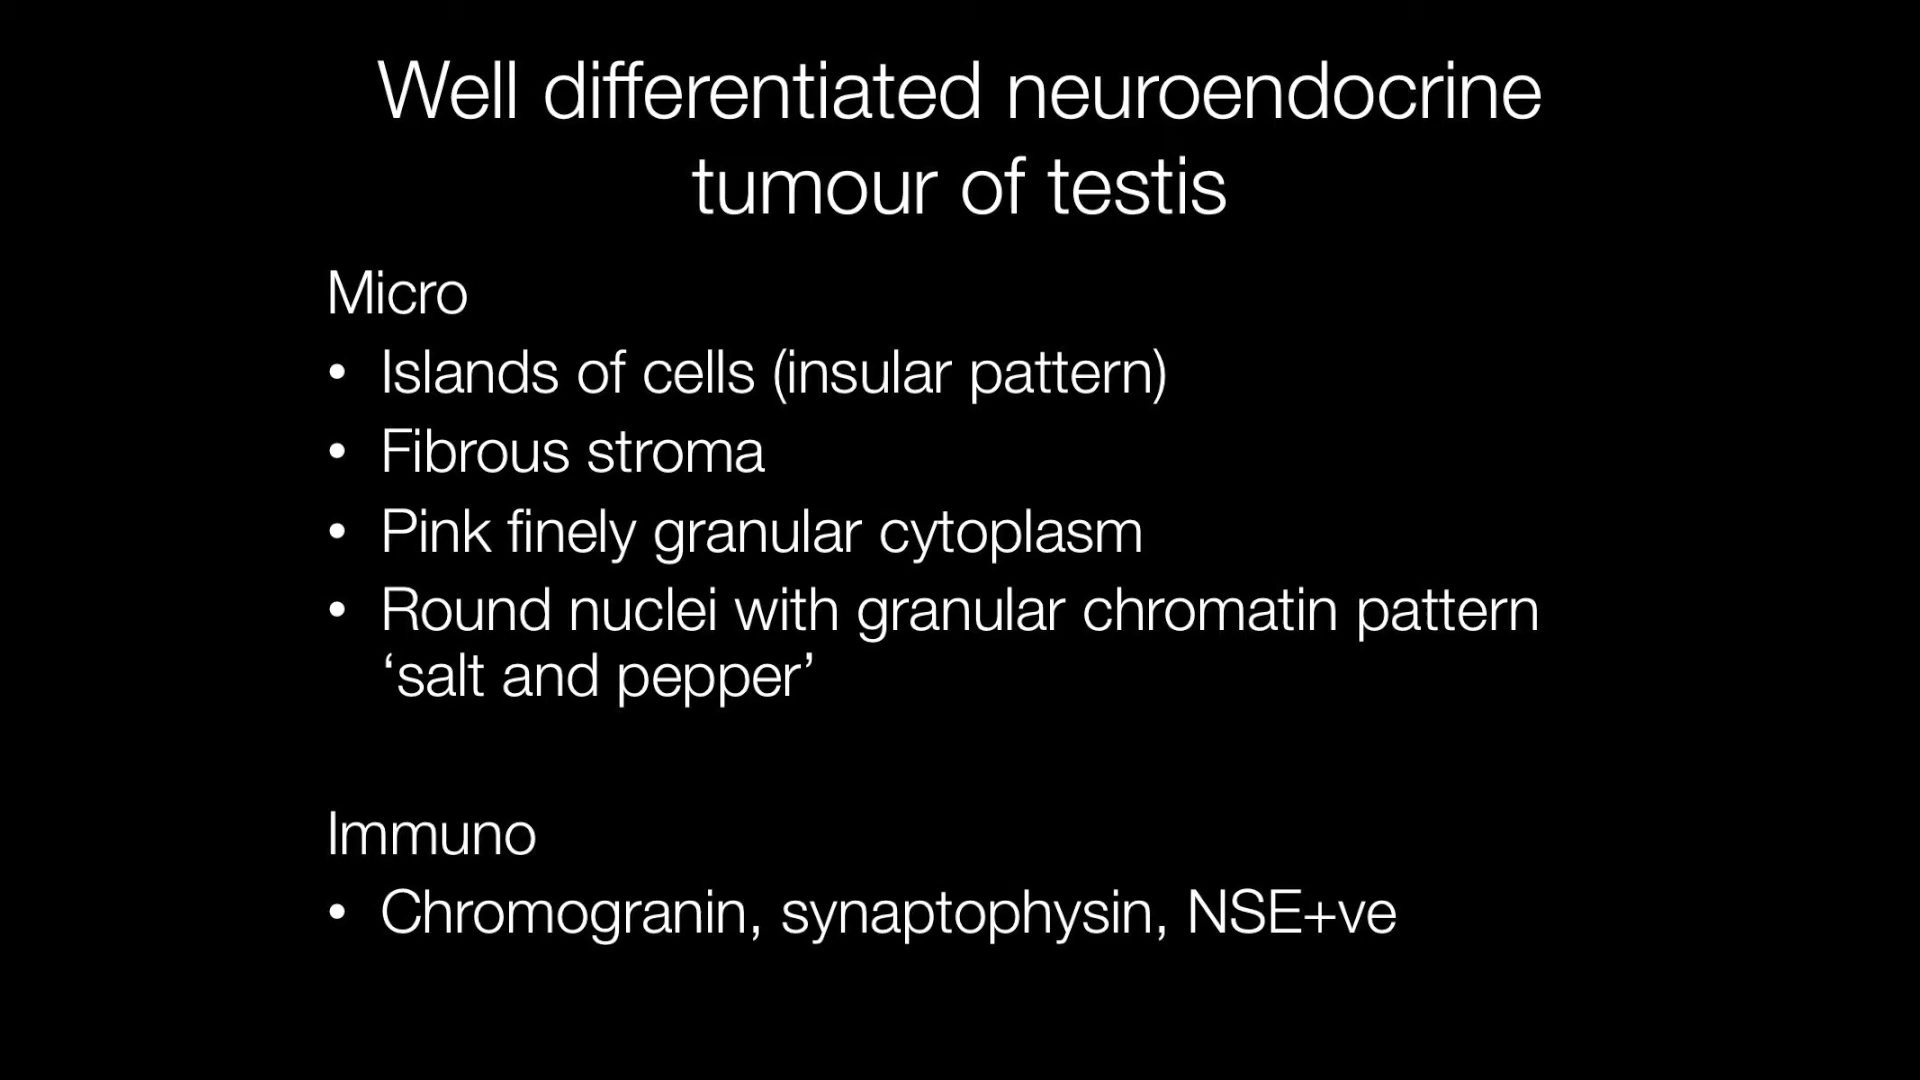 Well differentiated neuroendocrine
tumour of testis
Micro
• Islands of cells (insular pattern)
• Fibrous stroma
• Pink finely granular cytoplasm
• Round nuclei with granular chromatin pattern
‘salt and pepper’
Immuno
• Chromogranin, synaptophysin, NSE+ve